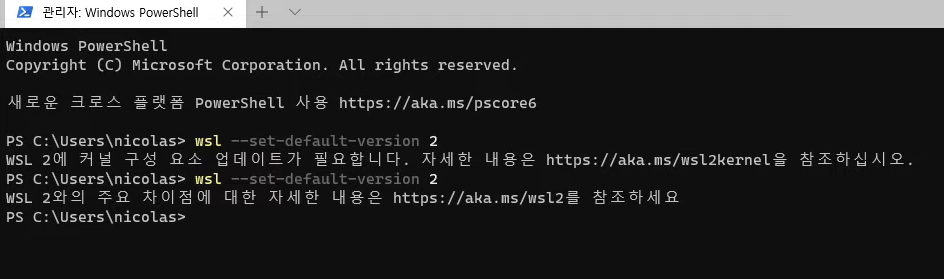 관리자: Windows PowerShell
Windows PowerShell
Copyright (C) Microsoft Corporation. All rights reserved.
새로운 크로스 플랫폼 PowerShell 사용 https://aka.ms/pscore6
PS C:\Users\nicolas> wsl --set-default-version 2
WSL 2에 커널 구성 요소 업데이트가 필요합니다. 자세한 내용은 https://aka.ms/wsl2kernel을 참조하십시오.
PS C:\Users\nicolas> wsl --set-default-version 2
WSL 2와의 주요 차이점에 대한 자세한 내용은 https://aka.ms/wsl2를 참조하세요
PS C:\Users\nicolas>